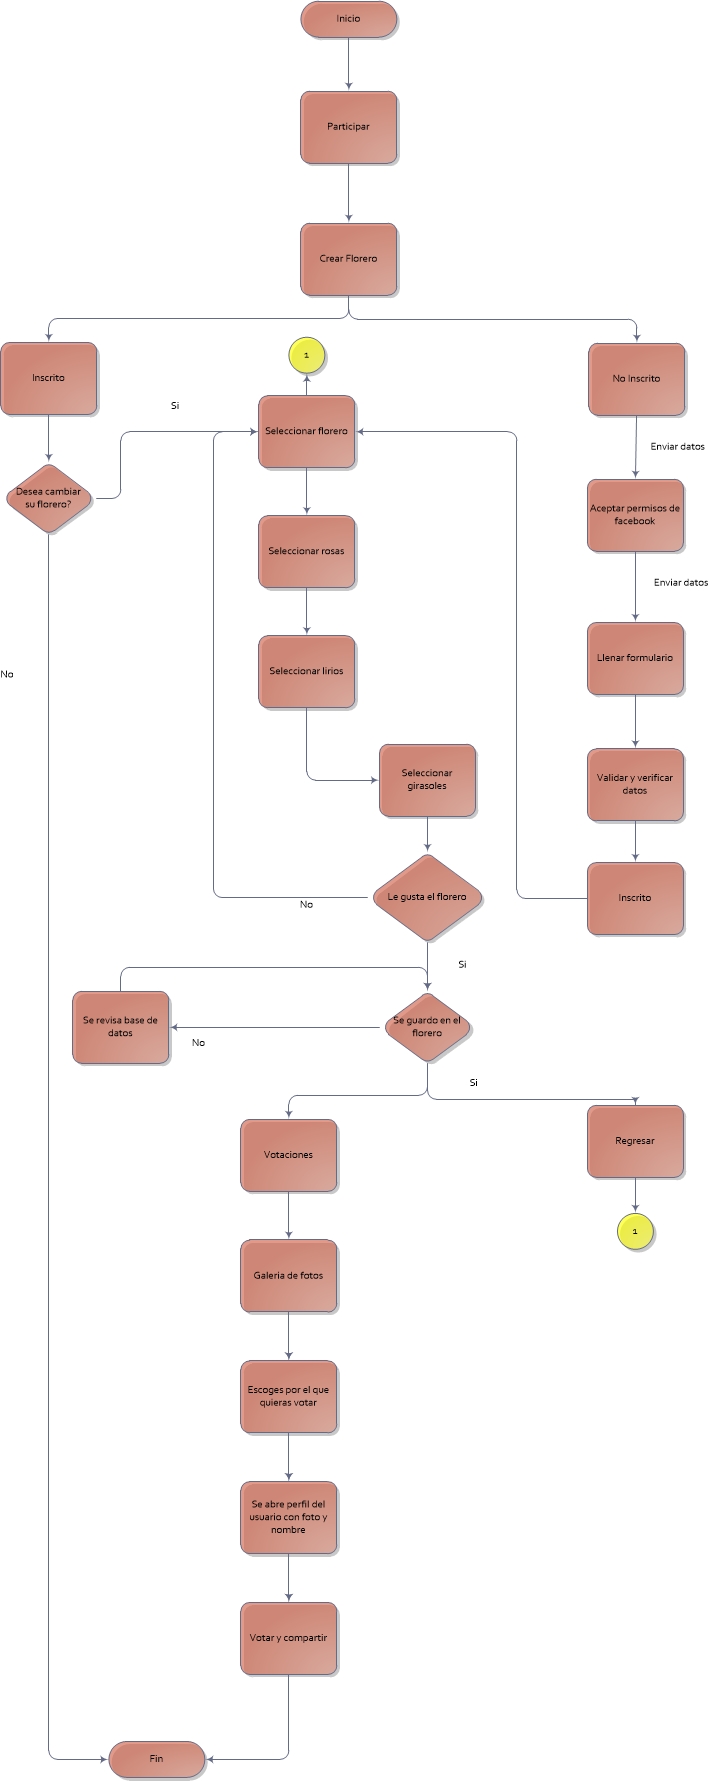 Inicio
Participar
Crear Florero
Inscrito
1
No Inscrito
Si
Seleccionar florero
Enviar datos
Desea cambiar
su florero?
Aceptar permisos de
facebook
Seleccionar rosas
Enviar datos
Llenar formulario
Seleccionar lirios
No
Seleccionar
girasoles
Validar y verificar
datos
Le gusta el florero
No
Inscrito
Si
Se revisa base de
datos
Se guardo en el
florero
No
Si
Votaciones
Regresar
1
Galeria de fotos
Escoges por el que
quieras votar
Se abre perfil del
usuario con foto y
nombre
Votar y compartir
Fin